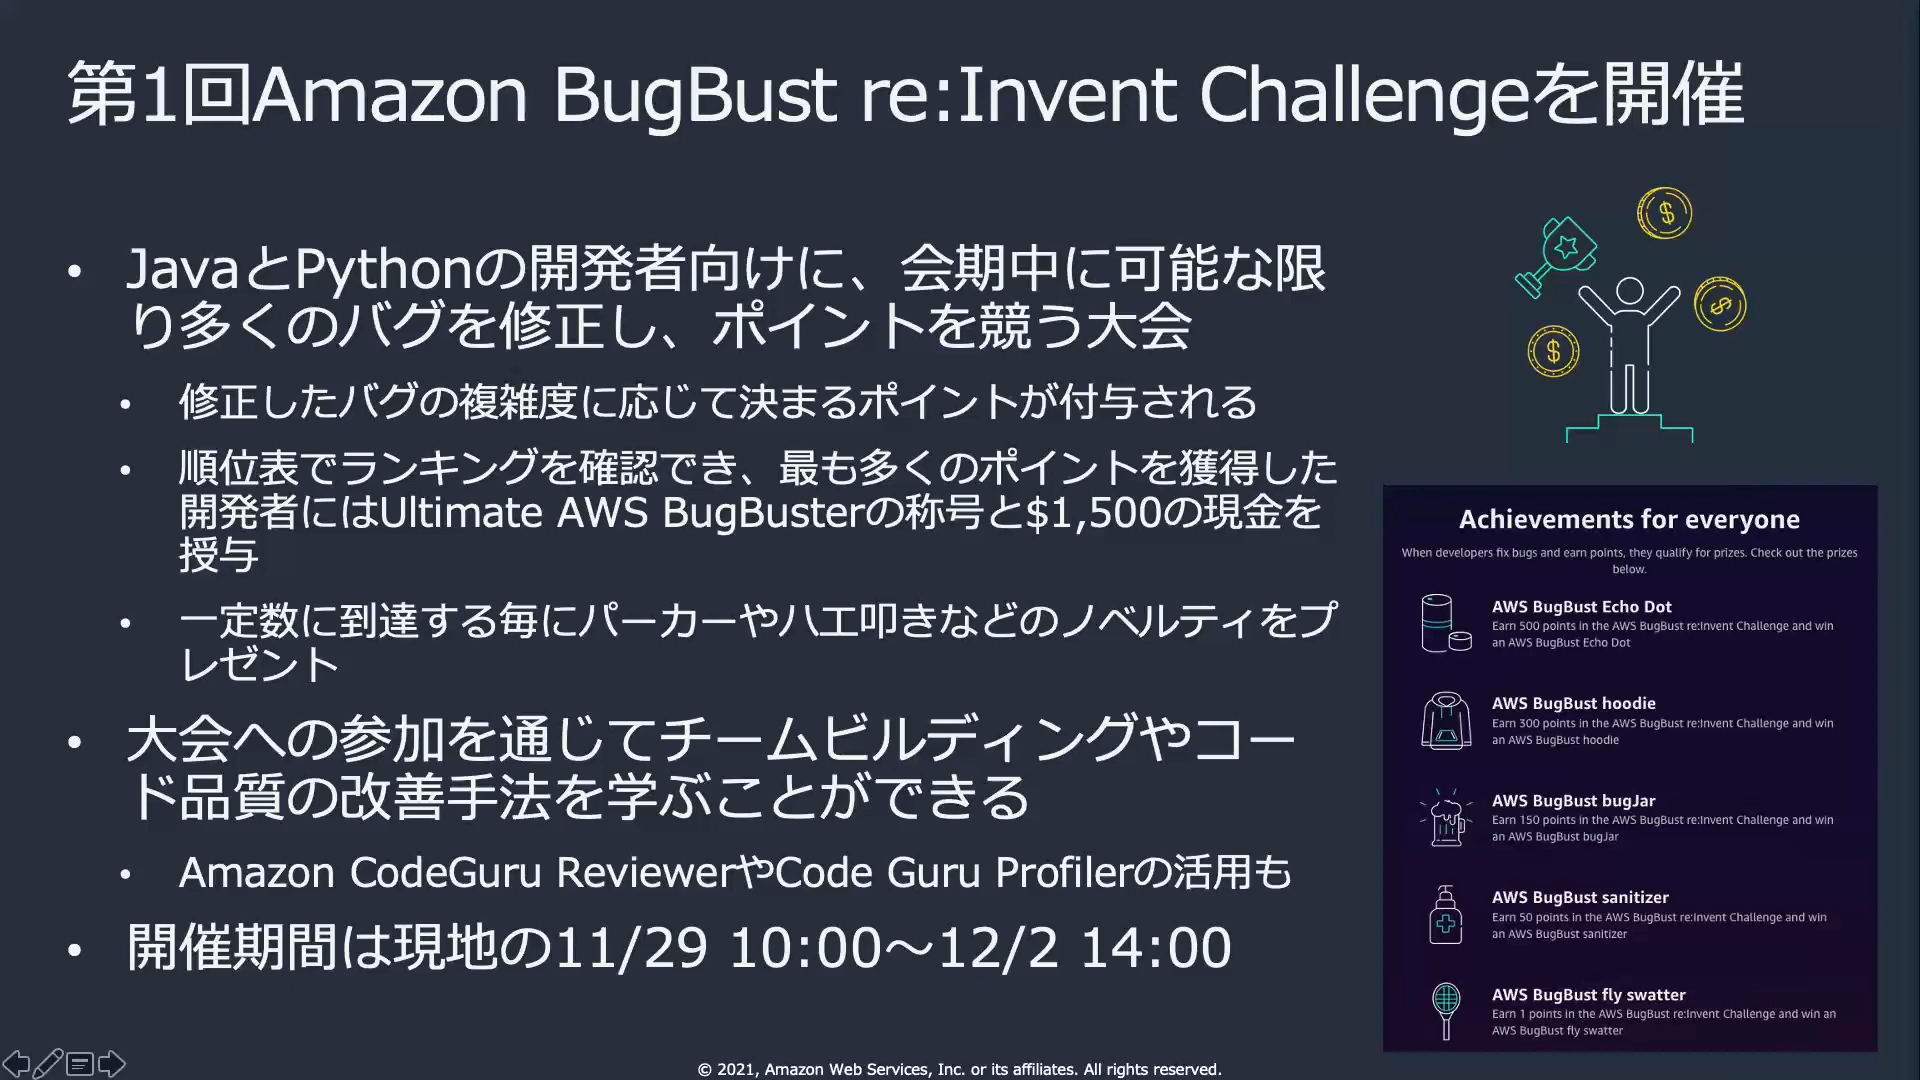 第1回Amazon BugBust re:Invent Challengeを開催
• JavaとPythonの開発者向けに、会期中に可能な限
り多くのバグを修正し、ポイントを競う大会
• 修正したバグの複雑度に応じて決まるポイントが付与される
• 順位表でランキングを確認でき、最も多くのポイントを獲得した
開発者にはUltimate AWS BugBusterの称号と$1,500の現金を
授与
• 一定数に到達する毎にパーカーやハエ叩きなどのノベルティをプ
レゼント
• 大会への参加を通じてチームビルディングやコー
ド品質の改善手法を学ぶことができる
• Amazon CodeGuru ReviewerやCode Guru Profilerの活用も
• 開催期間は現地の11/29 10:00～12/2 14:00
Achievements for everyone
When developers fix bugs and earn points, they qualify for prizes. Check out the prizes
below.
AWS BugBust Echo Dot
Earn 500 points in the AWS BugBust re:Invent Challenge and win
an AWS BugBust Echo Dot
AWS BugBust hoodie
Earn 300 points in the AWS BugBust re:Invent Challenge and win
an AWS BugBust hoodie
AWS BugBust bugJar
Earn 150 points in the AWS BugBust re:Invent Challenge and win
an AWS BugBust bugJar
AWS BugBust sanitizer
Earn 50 points in the AWS BugBust re:Invent Challenge and win
an AWS BugBust sanitizer
AWS BugBust fly swatter
Earn 1 points in the AWS BugBust re:Invent Challenge and win an
AWS BugBust fly swatter
© 2021, Amazon Web Services, Inc. or its affiliates. All rights reserved.